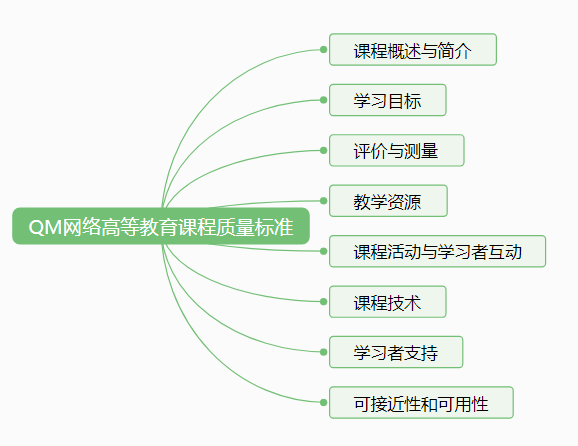 QM网络高等教育课程质量标准
课程概述与简介
学习目标
评价与测量
教学资源
课程活动与学习者互动
课程技术
学习者支持
可接近性和可用性